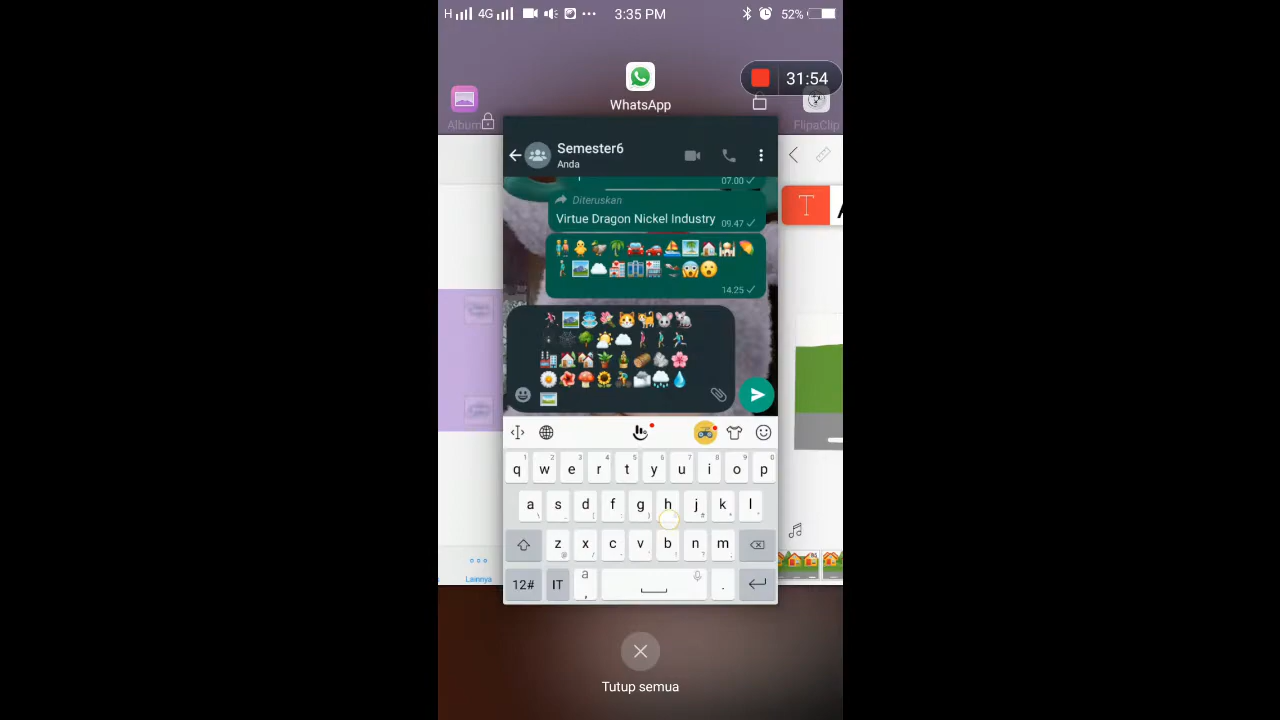 H 4G 3:35 PM 52%
31:54
WhatsApp
Album
FlipaClip
Semester6
Anda
07.00
Diteruskan
Virtue Dragon Nickel Industry 09.47
T
14.25
q w e r t y u i o p
a s d f g h j k l
z x c v b n m
12# IT a , .
Lainnya
Tutup semua